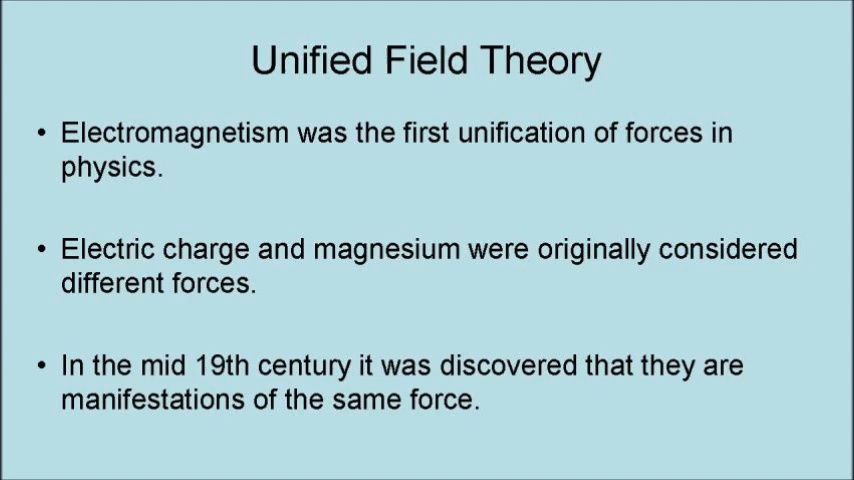 Unified Field Theory
• Electromagnetism was the first unification of forces in
physics.
• Electric charge and magnesium were originally considered
different forces.
• In the mid 19th century it was discovered that they are
manifestations of the same force.